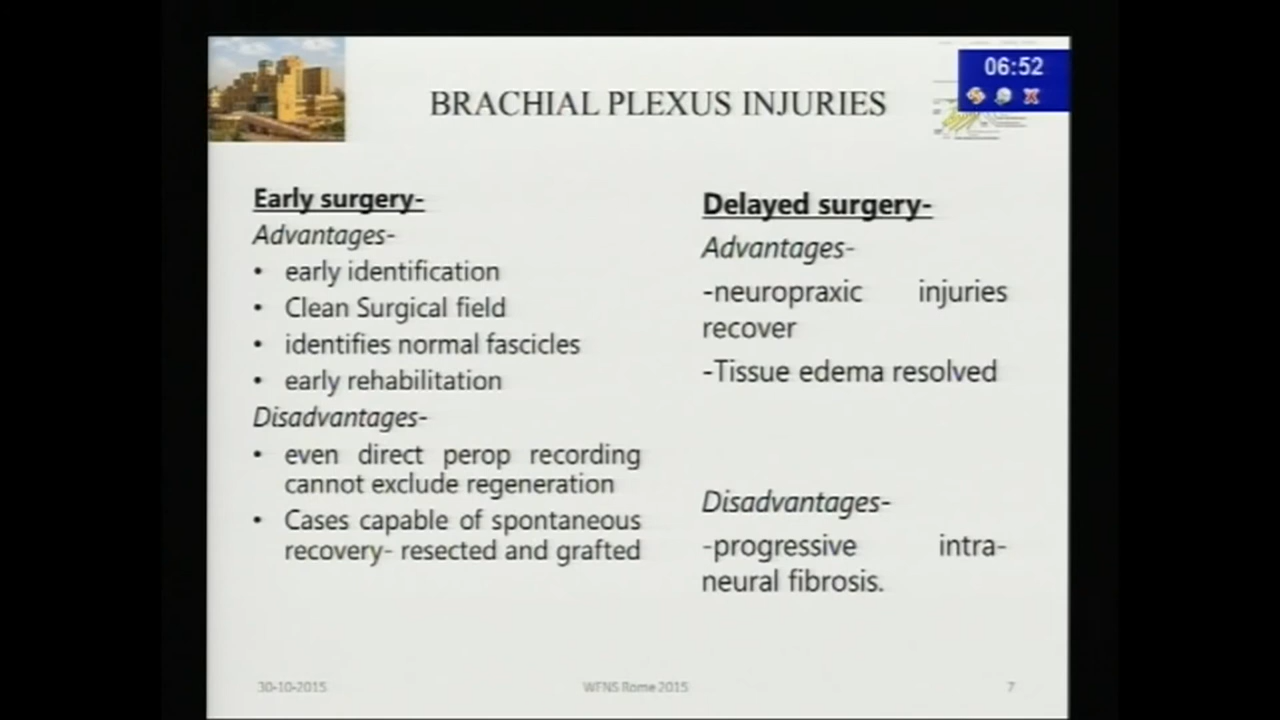 06:52
BRACHIAL PLEXUS INJURIES
Early surgery-
Advantages-
• early identification
• Clean Surgical field
• identifies normal fascicles
• early rehabilitation
Disadvantages-
• even direct perop recording
cannot exclude regeneration
• Cases capable of spontaneous
recovery- resected and grafted
Delayed surgery-
Advantages-
-neuropraxic injuries
recover
-Tissue edema resolved
Disadvantages-
-progressive intra-
neural fibrosis.
30-10-2015
WFNS Rome 2015
7